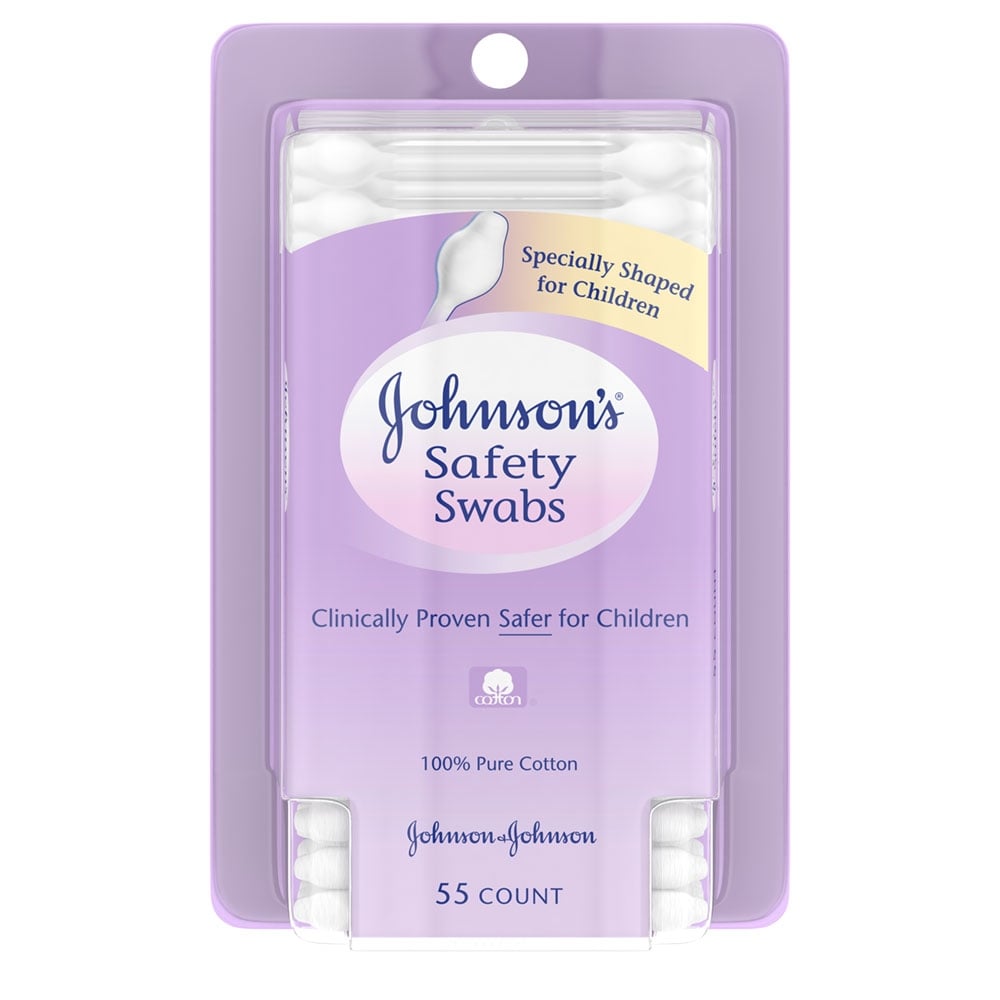 Specially Shaped
for Children
Johnson's®
Safety
Swabs
Clinically Proven Safer for Children
cotton®
100% Pure Cotton
Johnson & Johnson
55 COUNT